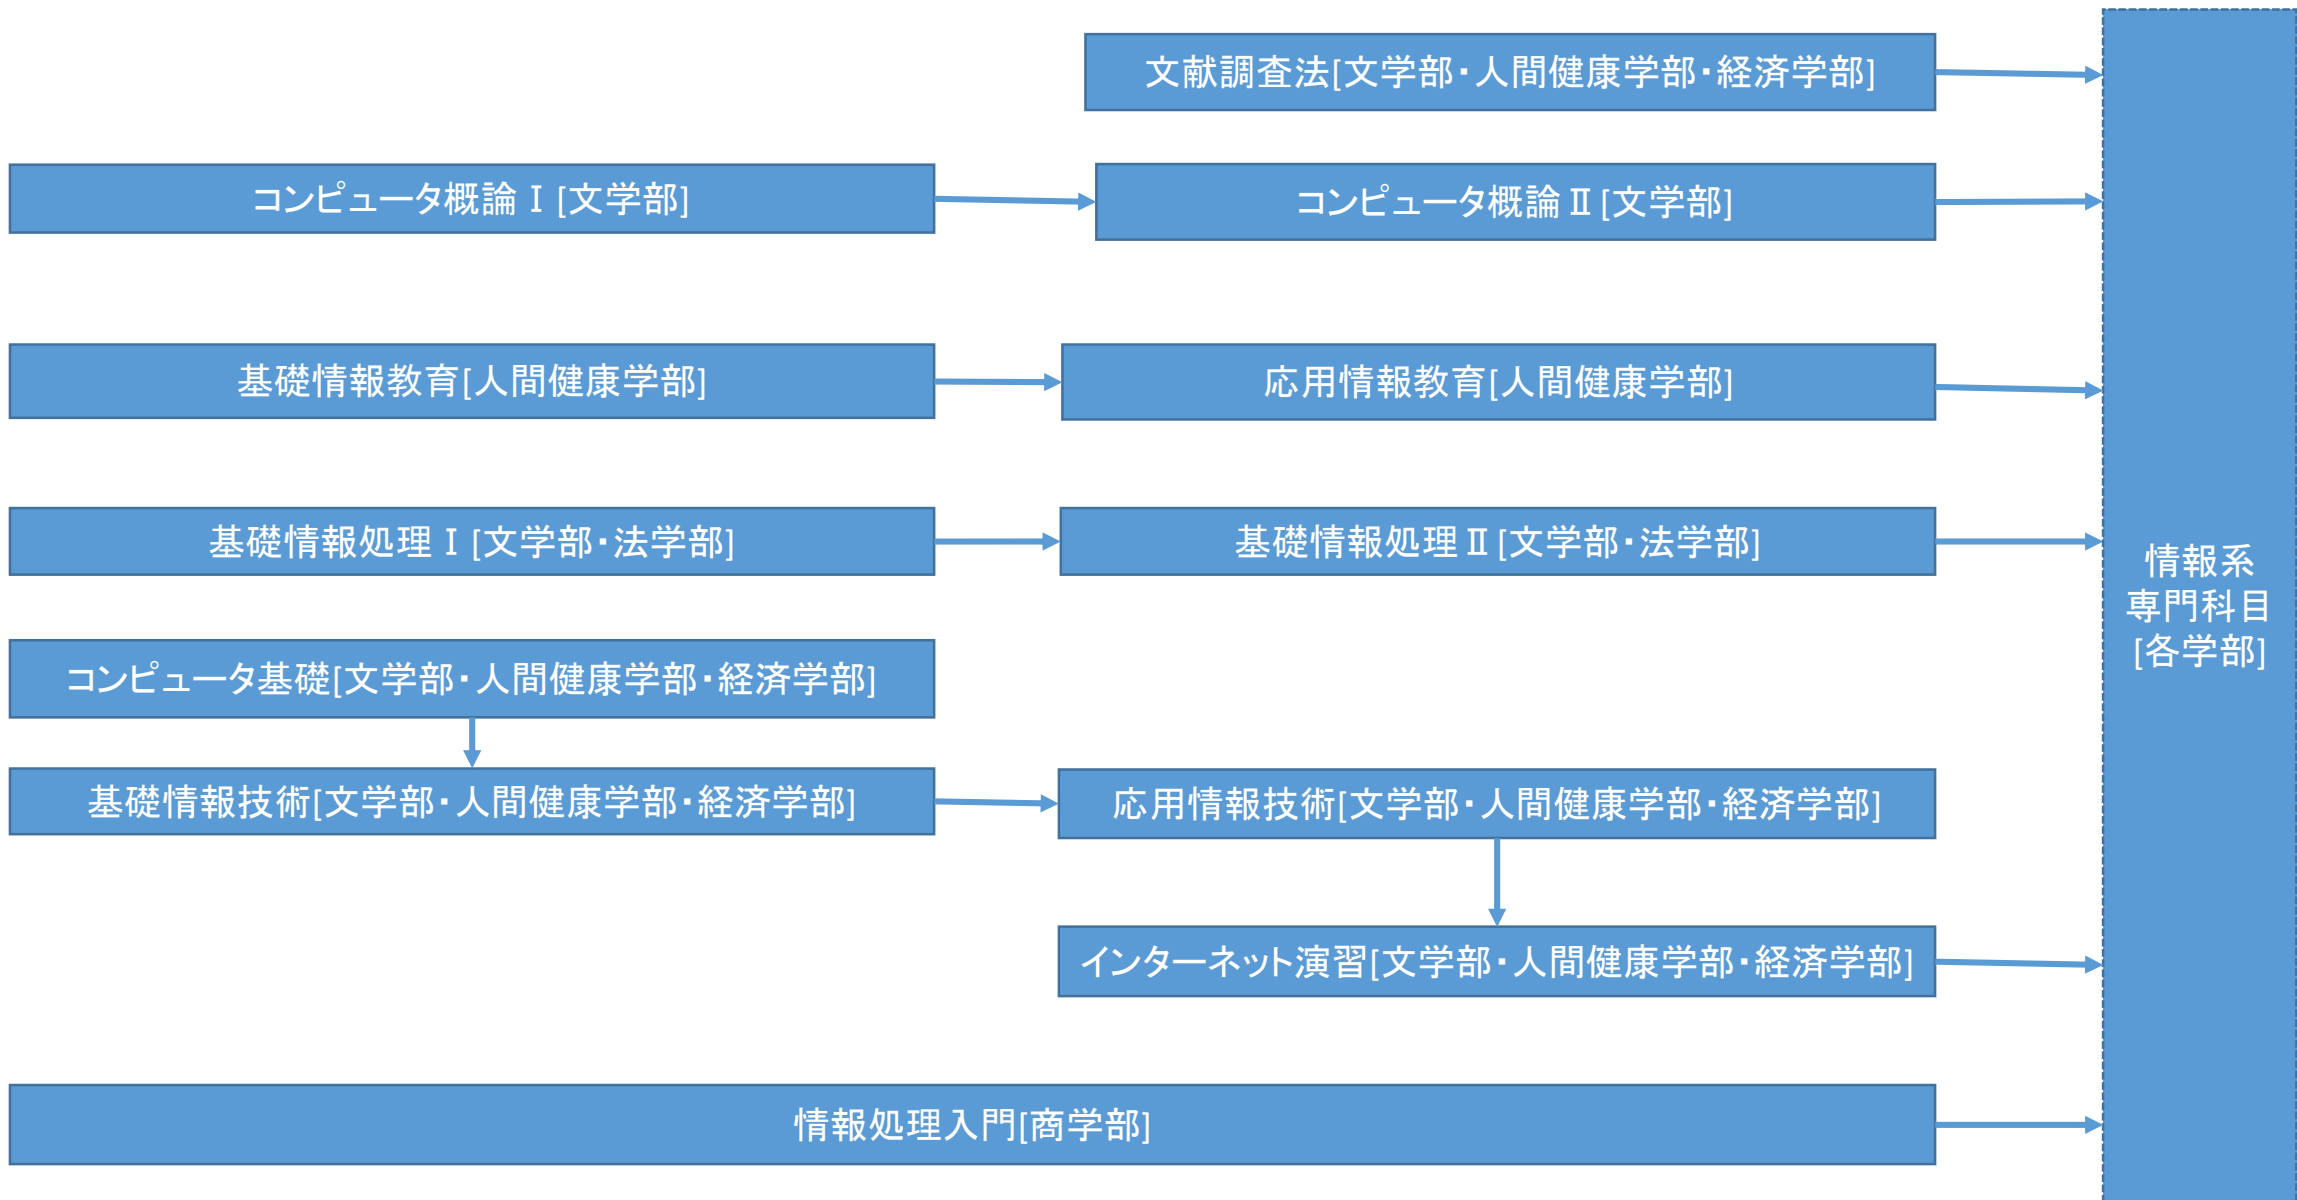 文献調査法[文学部・人間健康学部・経済学部]
コンピュータ概論Ⅰ[文学部]
コンピュータ概論Ⅱ[文学部]
基礎情報教育[人間健康学部]
応用情報教育[人間健康学部]
基礎情報処理Ⅰ[文学部・法学部]
基礎情報処理Ⅱ[文学部・法学部]
コンピュータ基礎[文学部・人間健康学部・経済学部]
基礎情報技術[文学部・人間健康学部・経済学部]
応用情報技術[文学部・人間健康学部・経済学部]
インターネット演習[文学部・人間健康学部・経済学部]
情報処理入門[商学部]
情報系
専門科目
[各学部]